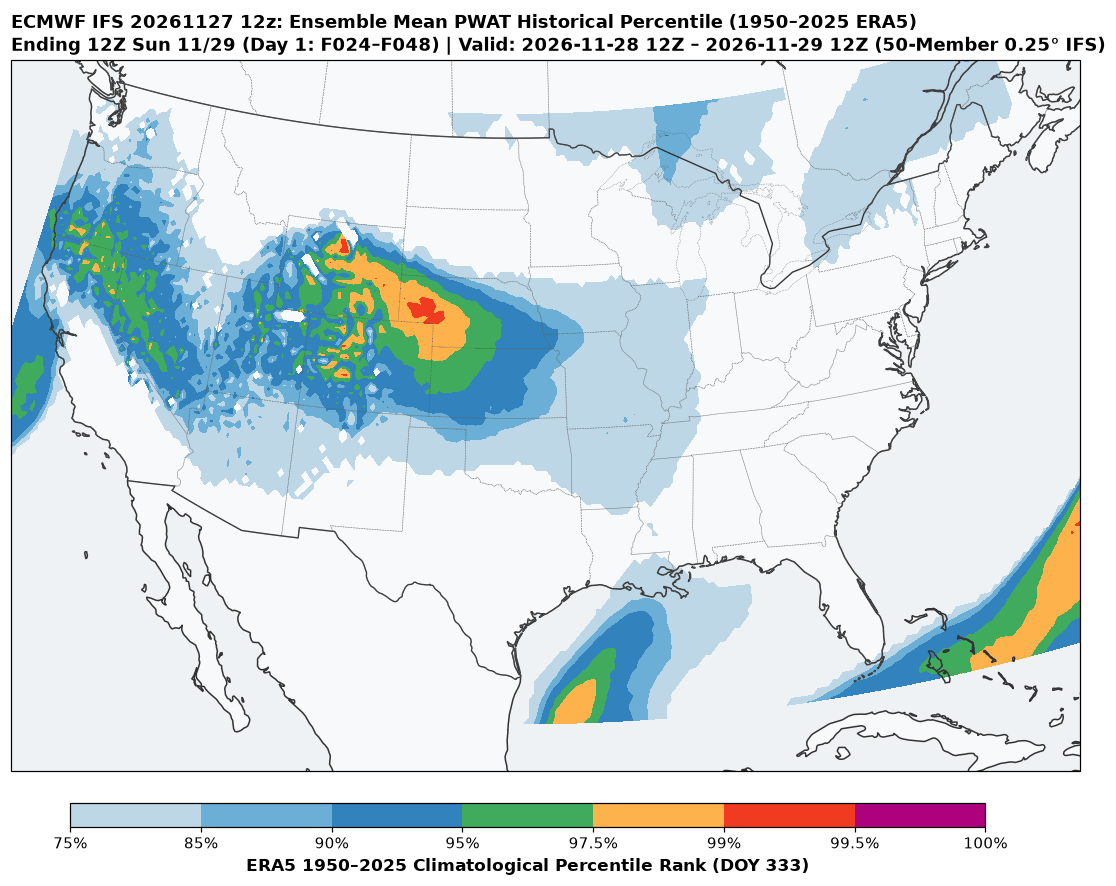 ECMWF IFS 20261127 12z: Ensemble Mean PWAT Historical Percentile (1950–2025 ERA5)
Ending 12Z Sun 11/29 (Day 1: F024–F048) | Valid: 2026-11-28 12Z – 2026-11-29 12Z (50-Member 0.25° IFS)
75% 85% 90% 95% 97.5% 99% 99.5% 100%
ERA5 1950–2025 Climatological Percentile Rank (DOY 333)